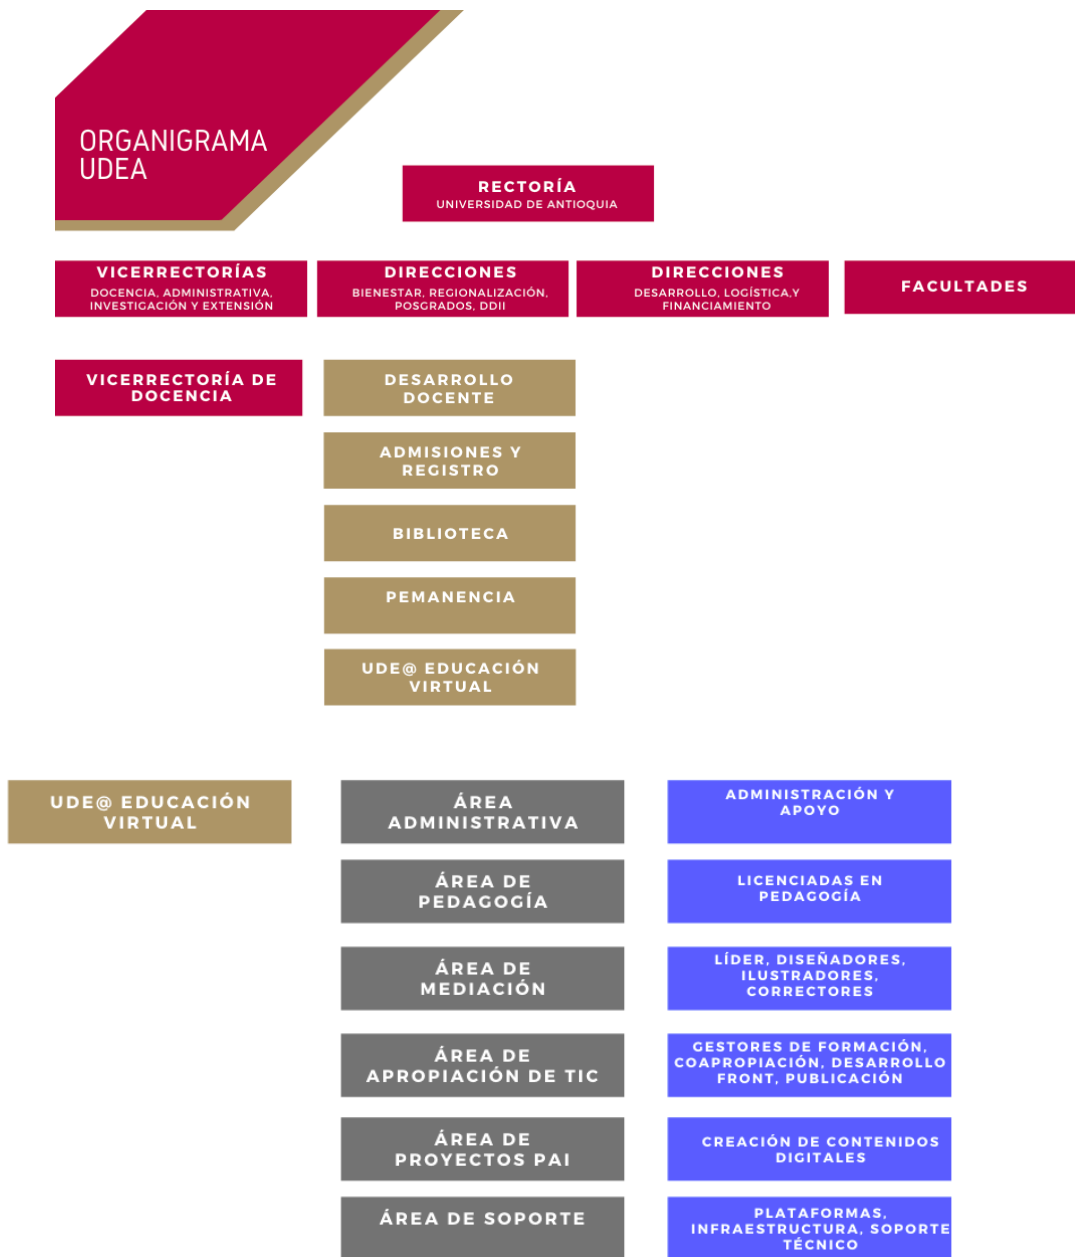 ORGANIGRAMA
UDEA
RECTORÍA
UNIVERSIDAD DE ANTIOQUIA
VICERRECTORÍAS
DOCENCIA, ADMINISTRATIVA,
INVESTIGACIÓN Y EXTENSIÓN
DIRECCIONES
BIENESTAR, REGIONALIZACIÓN,
POSGRADOS, DDII
DIRECCIONES
DESARROLLO, LOGÍSTICA,Y
FINANCIAMIENTO
FACULTADES
VICERRECTORÍA DE
DOCENCIA
DESARROLLO
DOCENTE
ADMISIONES Y
REGISTRO
BIBLIOTECA
PEMANENCIA
UDE@ EDUCACIÓN
VIRTUAL
UDE@ EDUCACIÓN
VIRTUAL
ÁREA
ADMINISTRATIVA
ADMINISTRACIÓN Y
APOYO
ÁREA DE
PEDAGOGÍA
LICENCIADAS EN
PEDAGOGÍA
ÁREA DE
MEDIACIÓN
LÍDER, DISEÑADORES,
ILUSTRADORES,
CORRECTORES
ÁREA DE
APROPIACIÓN DE TIC
GESTORES DE FORMACIÓN,
COAPROPIACIÓN, DESARROLLO
FRONT, PUBLICACIÓN
ÁREA DE
PROYECTOS PAI
CREACIÓN DE CONTENIDOS
DIGITALES
ÁREA DE SOPORTE
PLATAFORMAS,
INFRAESTRUCTURA, SOPORTE
TÉCNICO